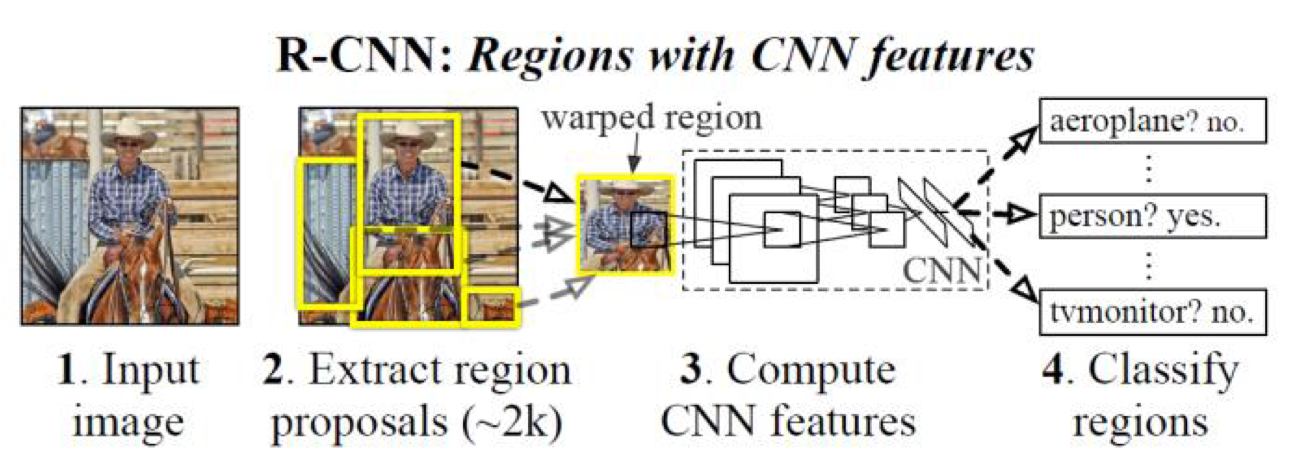 R-CNN: Regions with CNN features
warped region
aeroplane? no.
⋮
person? yes.
⋮
tvmonitor? no.
CNN
1. Input
image
2. Extract region
proposals (~2k)
3. Compute
CNN features
4. Classify
regions